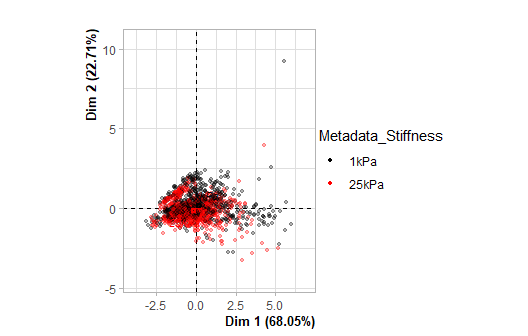 Dim 2 (22.71%)
10
5
0
-5
-2.5
0.0
2.5
5.0
Dim 1 (68.05%)
Metadata_Stiffness
1kPa
25kPa